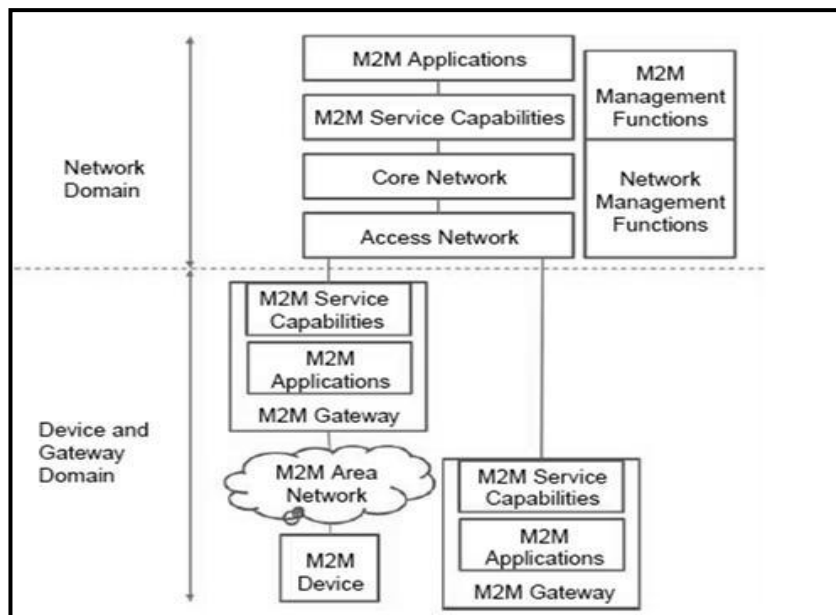 M2M Applications
M2M Service Capabilities
Core Network
Access Network
M2M
Management
Functions
Network
Management
Functions
Network
Domain
M2M Service
Capabilities
M2M
Applications
M2M Gateway
M2M Area
Network
M2M
Device
Device and
Gateway
Domain
M2M Service
Capabilities
M2M
Applications
M2M Gateway